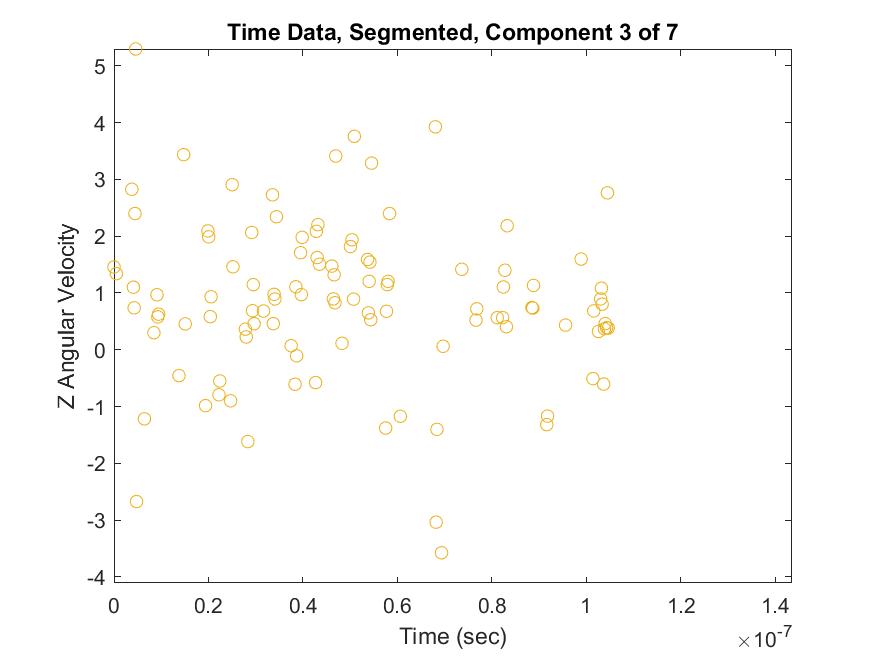 Time Data, Segmented, Component 3 of 7
Z Angular Velocity
5
4
3
2
1
0
-1
-2
-3
-4
0 0.2 0.4 0.6 0.8 1 1.2 1.4
Time (sec)
×10^-7